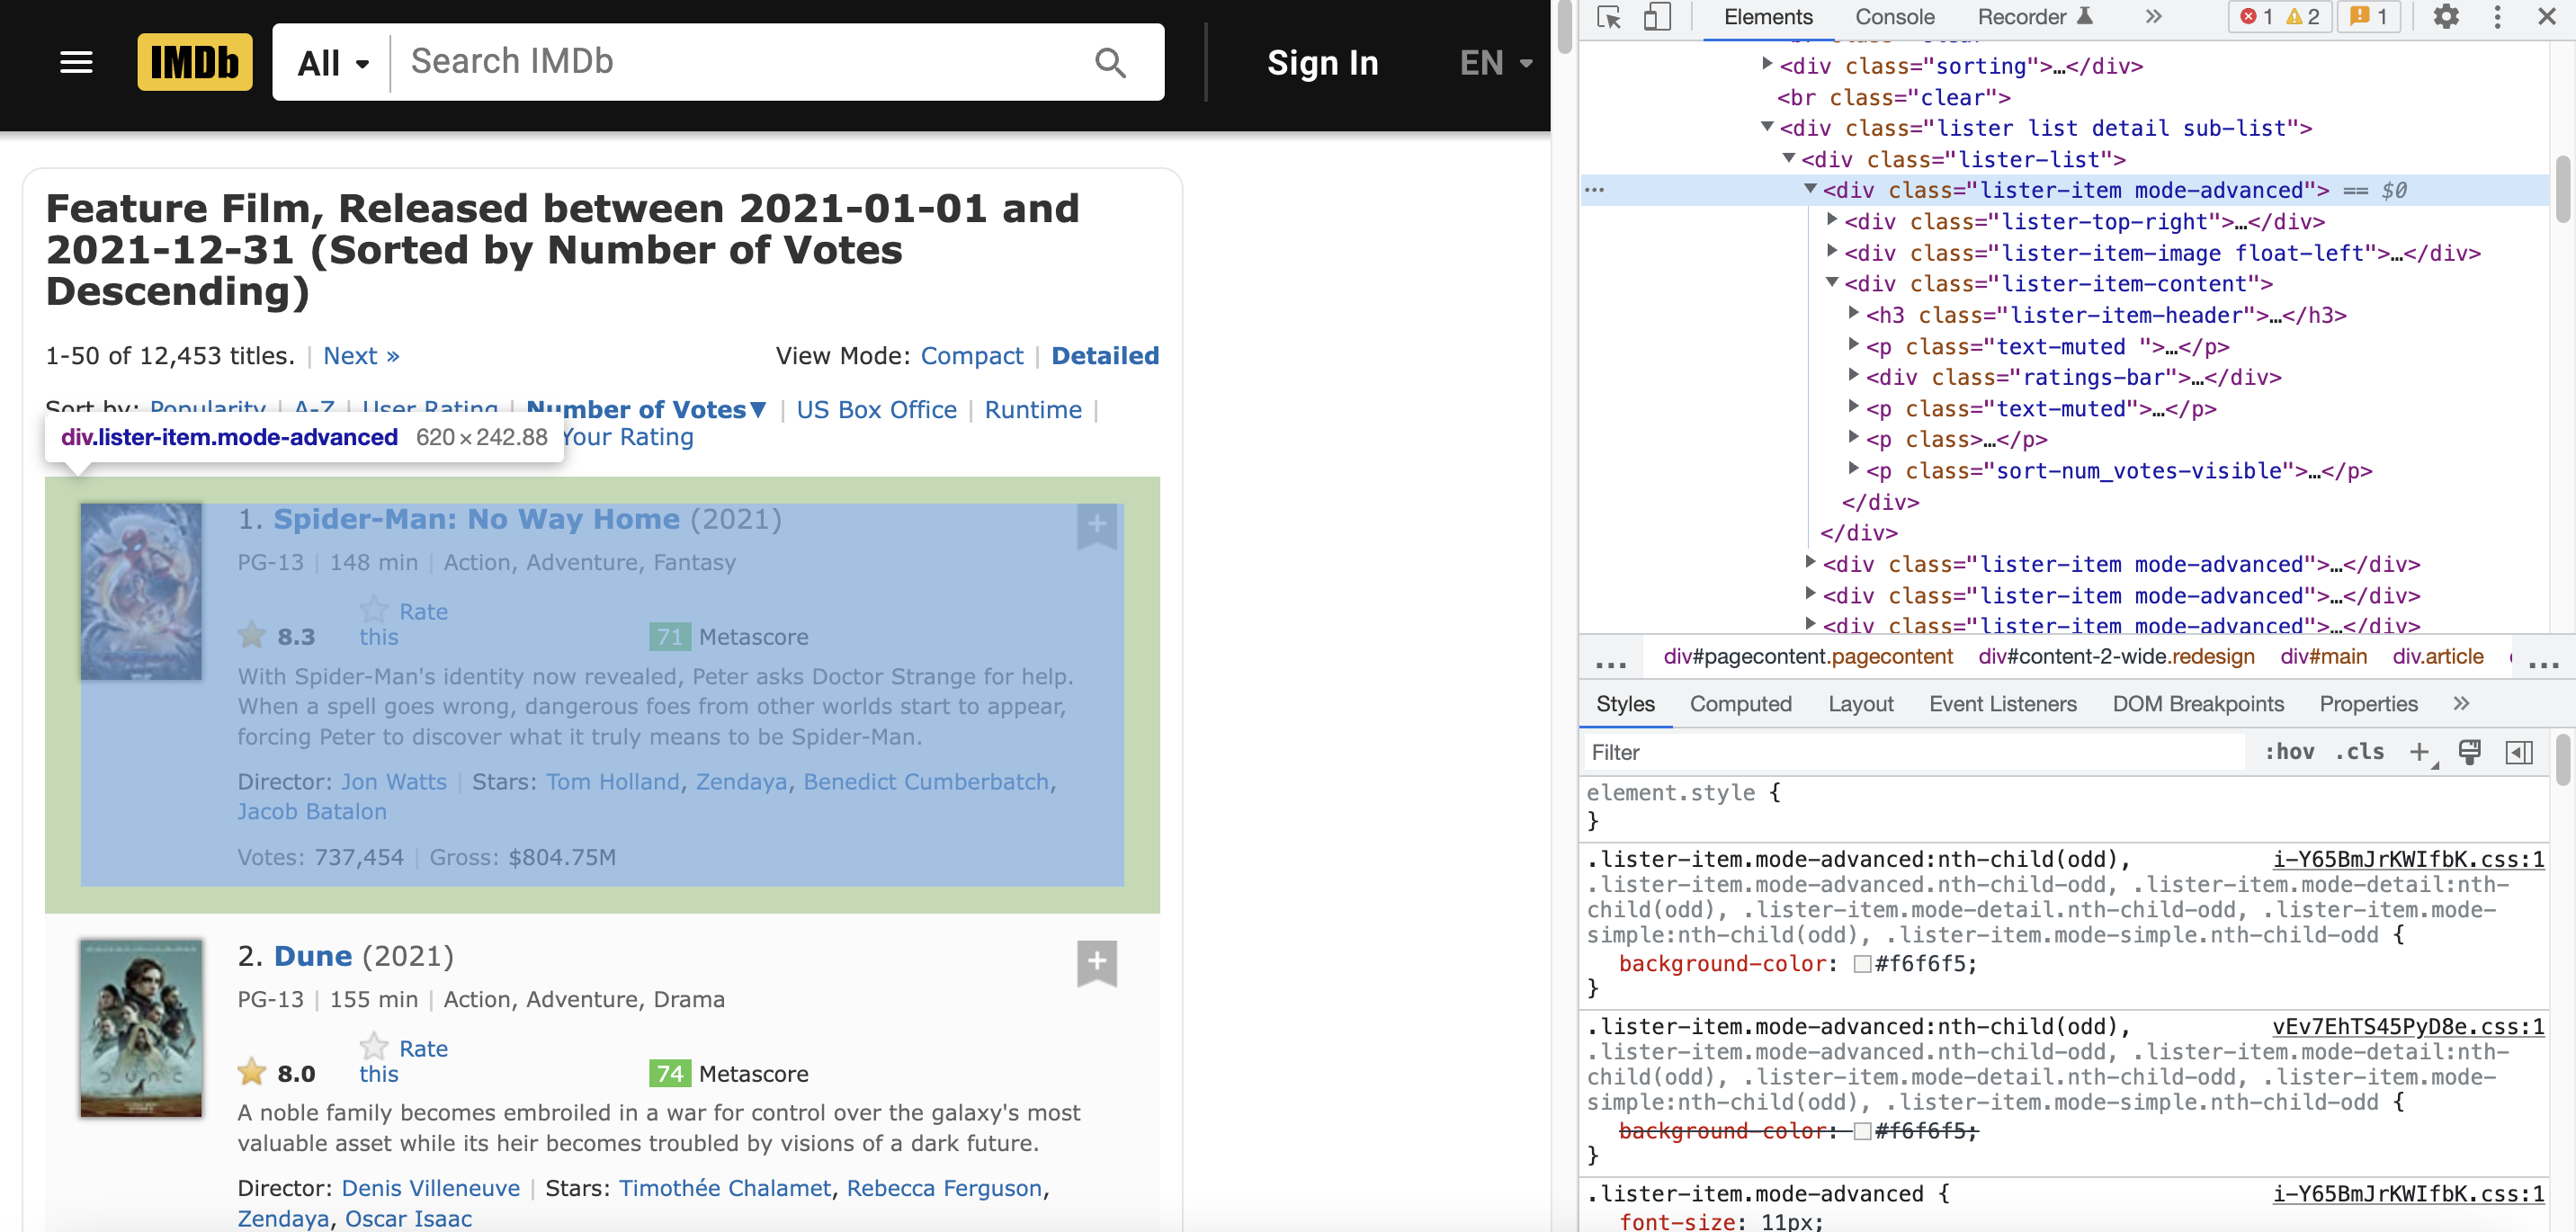 IMDb All Search IMDb Sign In EN
Feature Film, Released between 2021-01-01 and
2021-12-31 (Sorted by Number of Votes
Descending)
1-50 of 12,453 titles. | Next »
View Mode: Compact | Detailed
Sort by: Popularity | A-Z | User Rating | Number of Votes▼ | US Box Office | Runtime |
div.lister-item.mode-advanced 620×242.88
Your Rating
1. Spider-Man: No Way Home (2021)
PG-13 | 148 min | Action, Adventure, Fantasy
8.3 Rate this 71 Metascore
With Spider-Man's identity now revealed, Peter asks Doctor Strange for help.
When a spell goes wrong, dangerous foes from other worlds start to appear,
forcing Peter to discover what it truly means to be Spider-Man.
Director: Jon Watts | Stars: Tom Holland, Zendaya, Benedict Cumberbatch,
Jacob Batalon
Votes: 737,454 | Gross: $804.75M
2. Dune (2021)
PG-13 | 155 min | Action, Adventure, Drama
8.0 Rate this 74 Metascore
DUNC
A noble family becomes embroiled in a war for control over the galaxy's most
valuable asset while its heir becomes troubled by visions of a dark future.
Director: Denis Villeneuve | Stars: Timothée Chalamet, Rebecca Ferguson,
Zendaya, Oscar Isaac
Elements Console Recorder » 1 2 1
<div class="sorting">…</div>
<br class="clear">
<div class="lister list detail sub-list">
<div class="lister-list">
… <div class="lister-item mode-advanced"> == $0
<div class="lister-top-right">…</div>
<div class="lister-item-image float-left">…</div>
<div class="lister-item-content">
<h3 class="lister-item-header">…</h3>
<p class="text-muted ">…</p>
<div class="ratings-bar">…</div>
<p class="text-muted">…</p>
<p class>…</p>
<p class="sort-num_votes-visible">…</p>
</div>
</div>
<div class="lister-item mode-advanced">…</div>
<div class="lister-item mode-advanced">…</div>
<div class="lister-item mode-advanced">…</div>
… div#pagecontent.pagecontent div#content-2-wide.redesign div#main div.article …
Styles Computed Layout Event Listeners DOM Breakpoints Properties »
Filter :hov .cls +
element.style {
}
.lister-item.mode-advanced:nth-child(odd), i-Y65BmJrKWIfbK.css:1
.lister-item.mode-advanced.nth-child-odd, .lister-item.mode-detail:nth-
child(odd), .lister-item.mode-detail.nth-child-odd, .lister-item.mode-
simple:nth-child(odd), .lister-item.mode-simple.nth-child-odd {
background-color: #f6f6f5;
}
.lister-item.mode-advanced:nth-child(odd), vEv7EhTS45PyD8e.css:1
.lister-item.mode-advanced.nth-child-odd, .lister-item.mode-detail:nth-
child(odd), .lister-item.mode-detail.nth-child-odd, .lister-item.mode-
simple:nth-child(odd), .lister-item.mode-simple.nth-child-odd {
background-color: #f6f6f5;
}
.lister-item.mode-advanced { i-Y65BmJrKWIfbK.css:1
font-size: 11px;